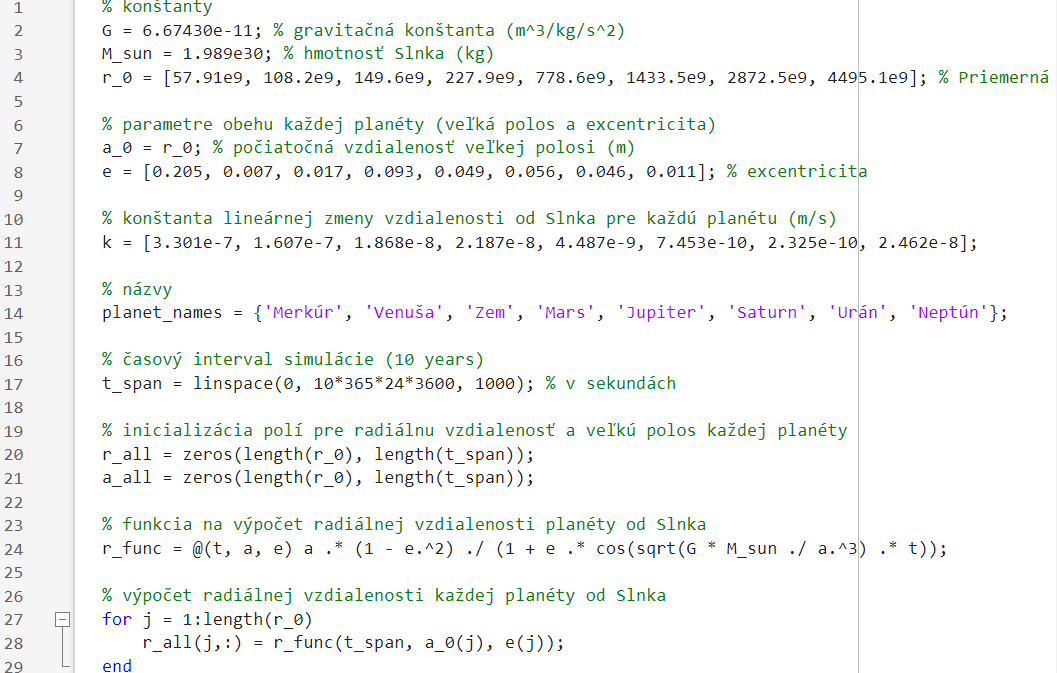 1 % konštanty
2 G = 6.67430e-11; % gravitačná konštanta (m^3/kg/s^2)
3 M_sun = 1.989e30; % hmotnosť Slnka (kg)
4 r_0 = [57.91e9, 108.2e9, 149.6e9, 227.9e9, 778.6e9, 1433.5e9, 2872.5e9, 4495.1e9]; % Priemerná
5
6 % parametre obehu každej planéty (veľká polos a excentricita)
7 a_0 = r_0; % počiatočná vzdialenosť veľkej polosi (m)
8 e = [0.205, 0.007, 0.017, 0.093, 0.049, 0.056, 0.046, 0.011]; % excentricita
9
10 % konštanta lineárnej zmeny vzdialenosti od Slnka pre každú planétu (m/s)
11 k = [3.301e-7, 1.607e-7, 1.868e-8, 2.187e-8, 4.487e-9, 7.453e-10, 2.325e-10, 2.462e-8];
12
13 % názvy
14 planet_names = {'Merkúr', 'Venuša', 'Zem', 'Mars', 'Jupiter', 'Saturn', 'Urán', 'Neptún'};
15
16 % časový interval simulácie (10 years)
17 t_span = linspace(0, 10*365*24*3600, 1000); % v sekundách
18
19 % inicializácia polí pre radiálnu vzdialenosť a veľkú polos každej planéty
20 r_all = zeros(length(r_0), length(t_span));
21 a_all = zeros(length(r_0), length(t_span));
22
23 % funkcia na výpočet radiálnej vzdialenosti planéty od Slnka
24 r_func = @(t, a, e) a .* (1 - e.^2) ./ (1 + e .* cos(sqrt(G * M_sun ./ a.^3) .* t));
25
26 % výpočet radiálnej vzdialenosti každej planéty od Slnka
27 for j = 1:length(r_0)
28 r_all(j,:) = r_func(t_span, a_0(j), e(j));
29 end